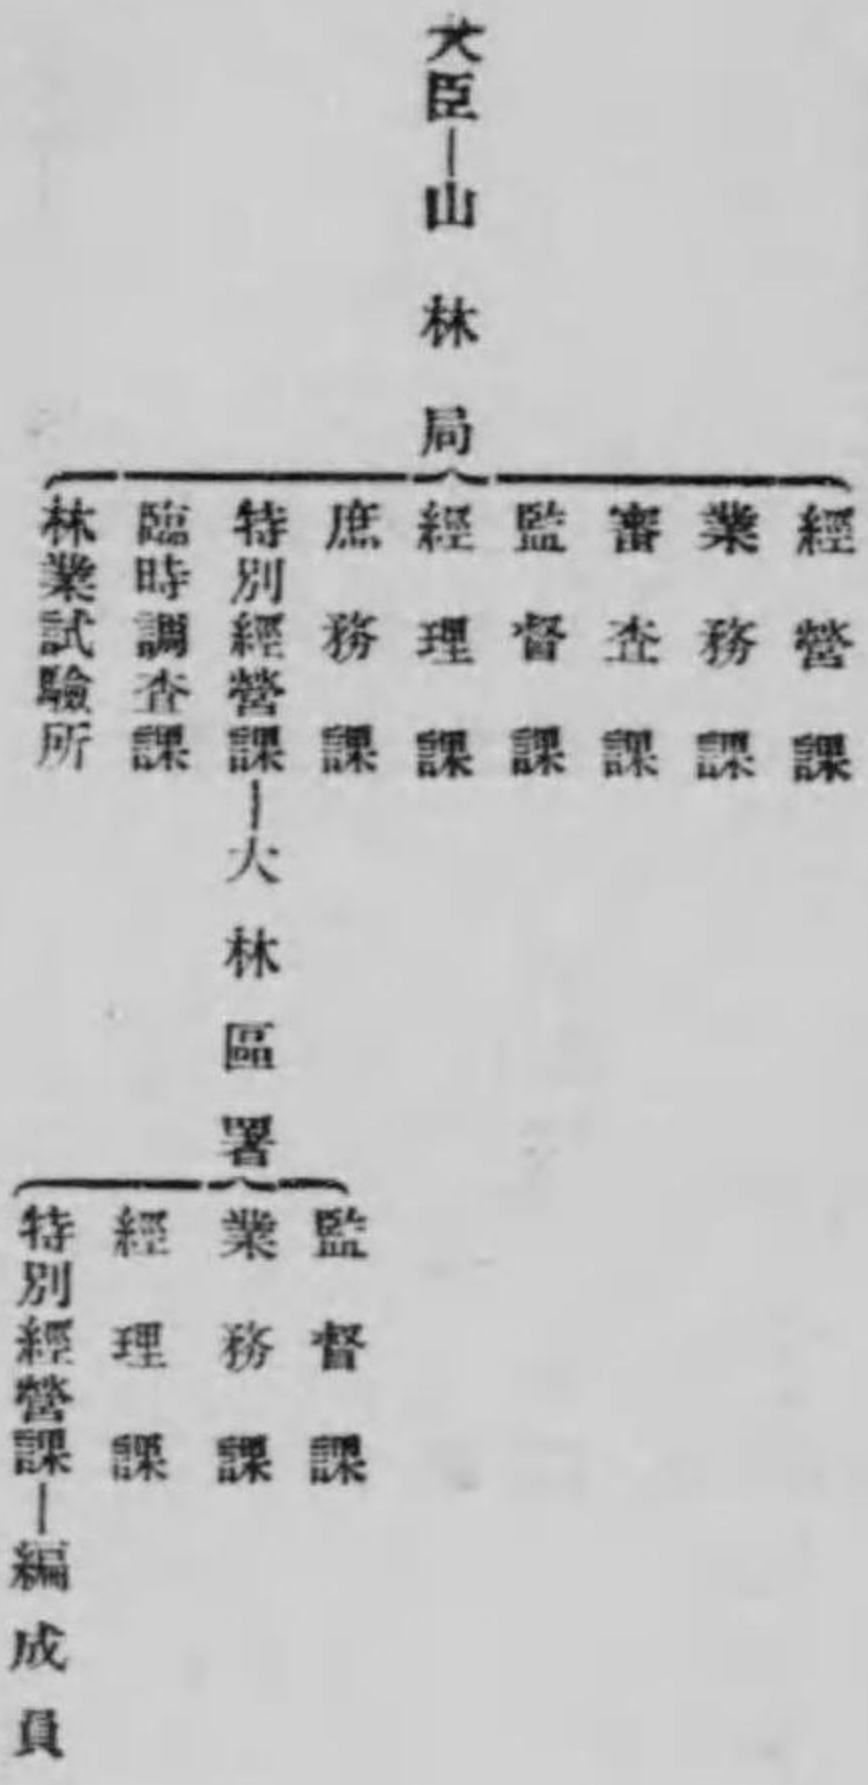 大臣―山林局
經營課
業務課
審査課
監督課
經理課
庶務課
特別經營課―大林區署
臨時調査課
林業試驗所
監督課
業務課
經理課
特別經營課―編成員